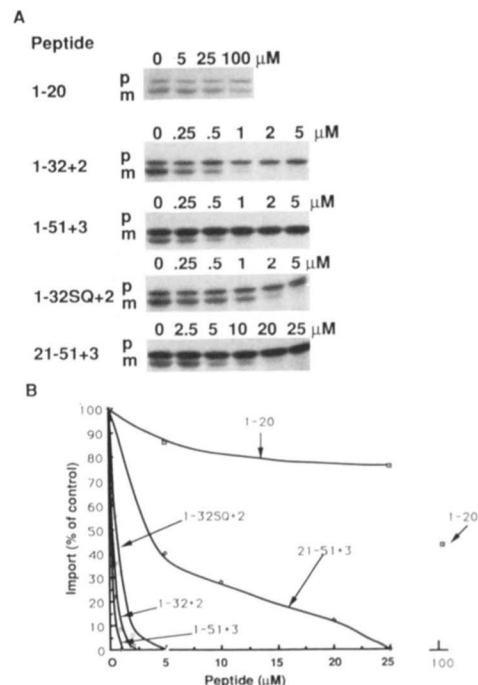 A
Peptide
0 5 25 100 μM
1-20 p m
0 .25 .5 1 2 5
1-32+2 p m
0 .25 .5 1 2 5 μM
1-51+3 p m
0 .25 .5 1 2 5 μM
1-32SQ+2 p m
0 2.5 5 10 20 25 μM
21-51+3 p m
B
100
90
80
70
60
50
40
30
20
10
0
Import (% of control)
1-20
1-32SQ+2
21-51+3
1-32+2
1-51+3
1-20
0 5 10 15 20 25 100
Peptide (μM)